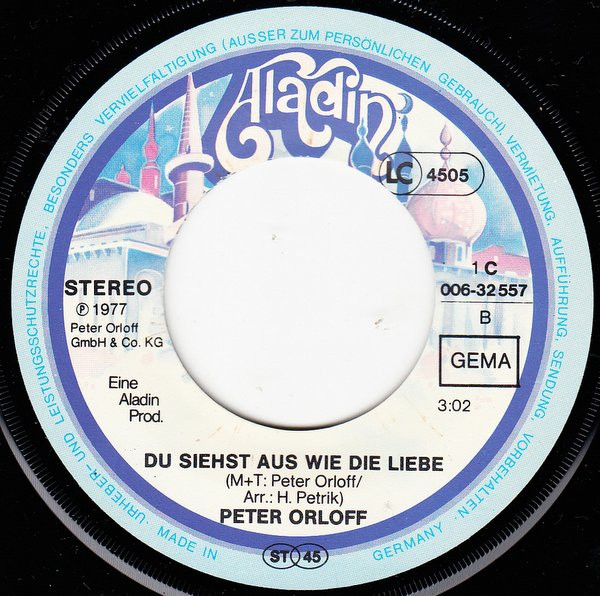 URHEBER- UND LEISTUNGSSCHUTZRECHTE, BESONDERS VERVIELFÄLTIGUNG (AUSSER ZUM PERSÖNLICHEN GEBRAUCH), VERMIETUNG, AUFFÜHRUNG, SENDUNG, VORBEHALTEN · GERMANY ·
MADE IN
Aladin
LC 4505
STEREO
℗ 1977
Peter Orloff
GmbH & Co. KG
Eine
Aladin
Prod.
1 C
006-32 557
B
GEMA
3:02
DU SIEHST AUS WIE DIE LIEBE
(M+T: Peter Orloff/
Arr.: H. Petrik)
PETER ORLOFF
ST 45